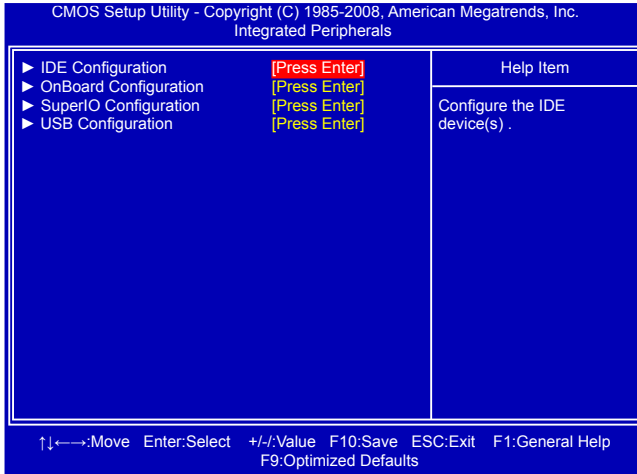 CMOS Setup Utility - Copyright (C) 1985-2008, American Megatrends, Inc.
Integrated Peripherals
► IDE Configuration [Press Enter]
► OnBoard Configuration [Press Enter]
► SuperIO Configuration [Press Enter]
► USB Configuration [Press Enter]
Help Item
Configure the IDE
device(s) .
↑↓←→:Move Enter:Select +/-/:Value F10:Save ESC:Exit F1:General Help
F9:Optimized Defaults